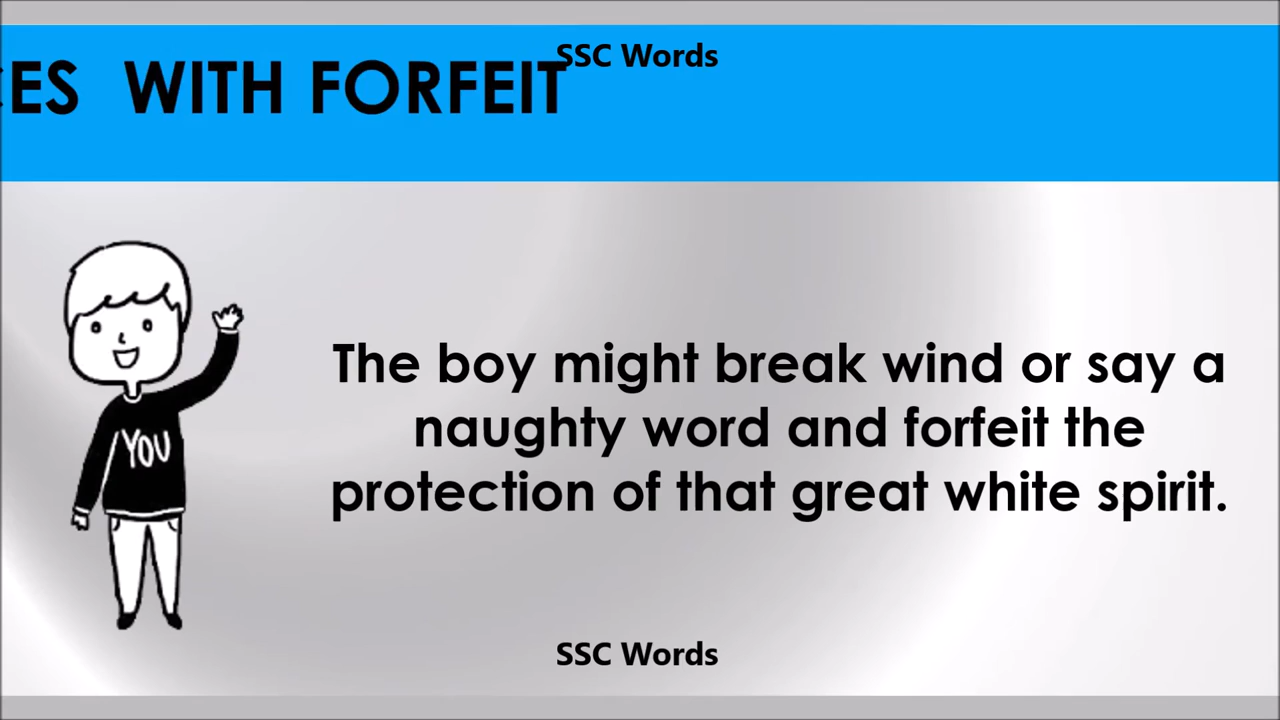 SSC Words
ES WITH FORFEIT
YOU
The boy might break wind or say a
naughty word and forfeit the
protection of that great white spirit.
SSC Words